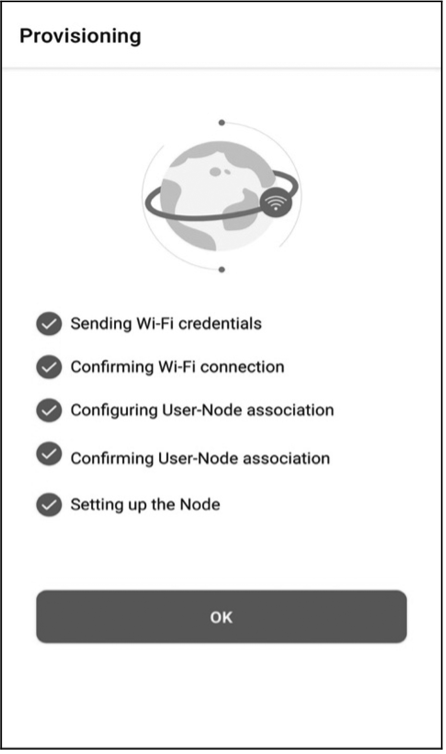 Provisioning
Sending Wi-Fi credentials
Confirming Wi-Fi connection
Configuring User-Node association
Confirming User-Node association
Setting up the Node
OK